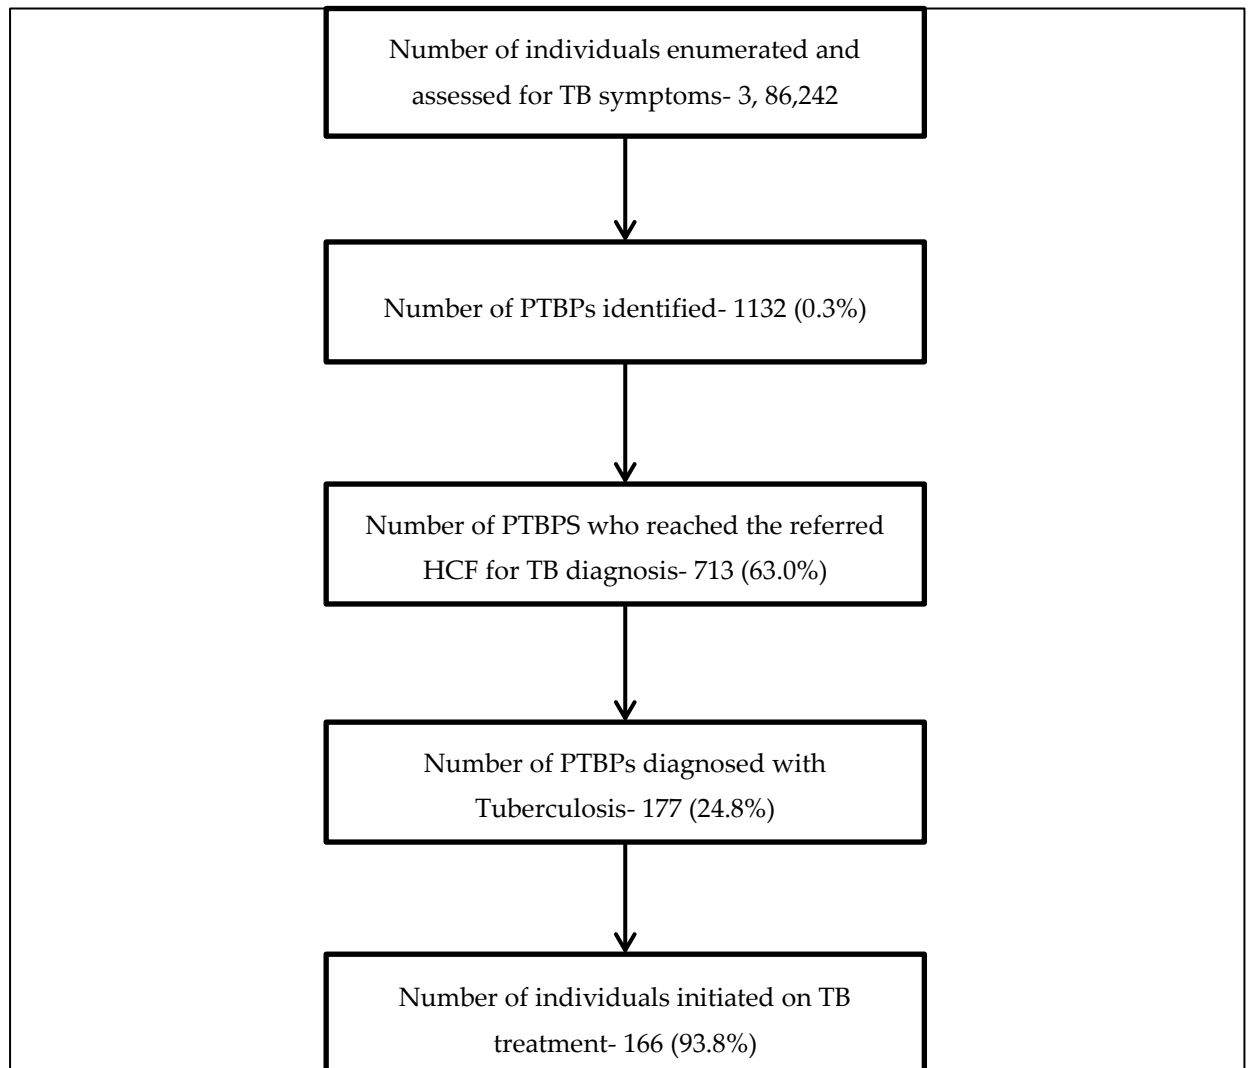 Number of individuals enumerated and
assessed for TB symptoms- 3, 86,242
Number of PTBPs identified- 1132 (0.3%)
Number of PTBPS who reached the referred
HCF for TB diagnosis- 713 (63.0%)
Number of PTBPs diagnosed with
Tuberculosis- 177 (24.8%)
Number of individuals initiated on TB
treatment- 166 (93.8%)